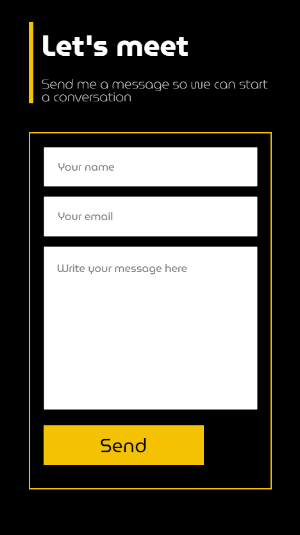 Let's meet
Send me a message so we can start
a conversation
Your name
Your email
Write your message here
Send